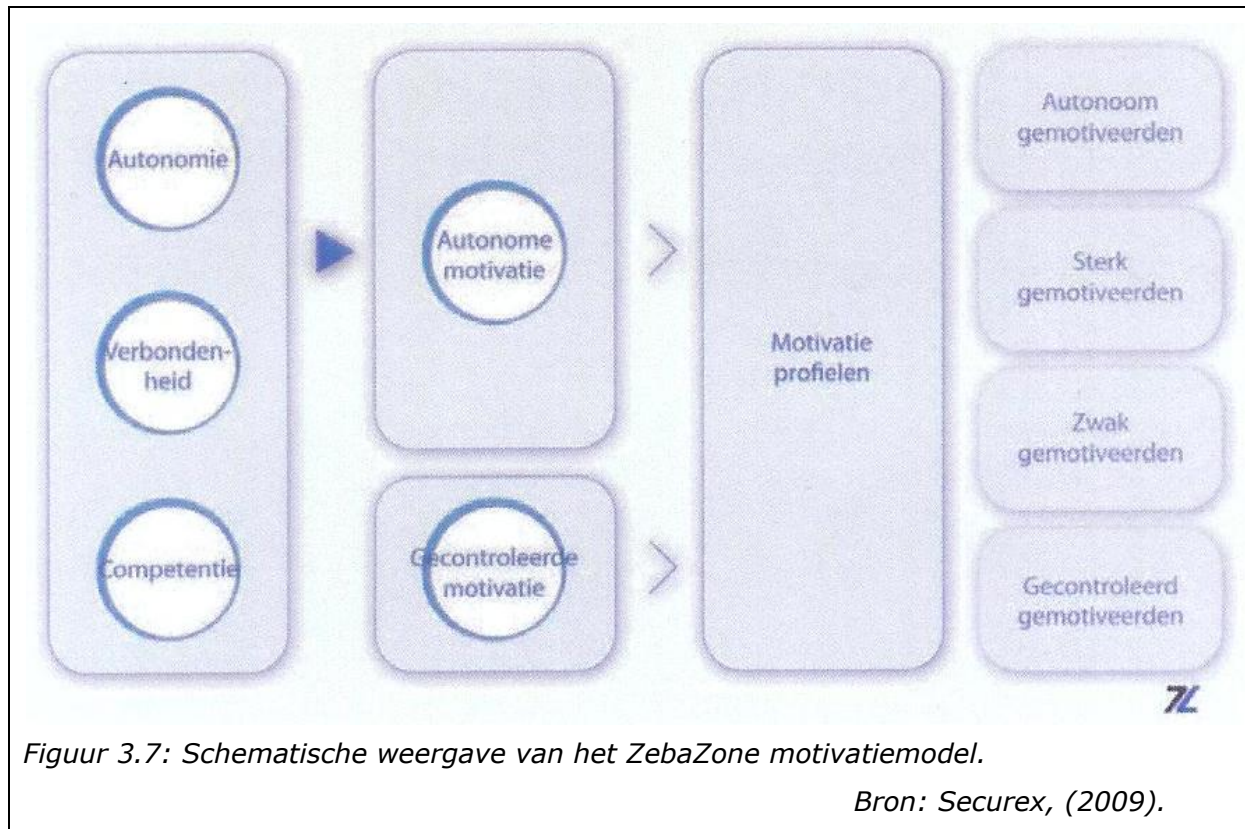 Autonomie
Verbonden-
heid
Competentie
Autonome
motivatie
Gecontroleerde
motivatie
Motivatie
profielen
Autonoom
gemotiveerden
Sterk
gemotiveerden
Zwak
gemotiveerden
Gecontroleerd
gemotiveerden
Figuur 3.7: Schematische weergave van het ZebaZone motivatiemodel.
Bron: Securex, (2009).